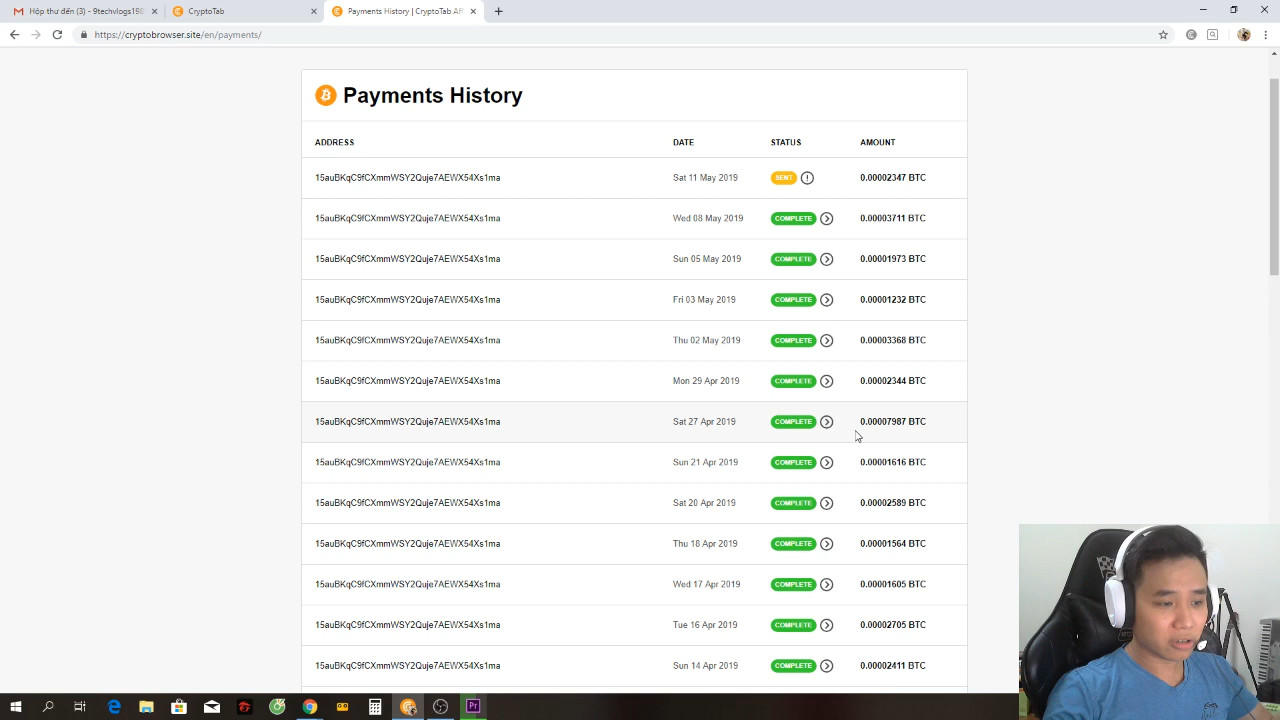 Hộp thư đến (3) - 9techvlogs198
CryptoTab
Payments History | CryptoTab Aff
https://cryptobrowser.site/en/payments/
Payments History
ADDRESS DATE STATUS AMOUNT
15auBKqC9fCXmmWSY2Quje7AEWX54Xs1ma Sat 11 May 2019 SENT 0.00002347 BTC
15auBKqC9fCXmmWSY2Quje7AEWX54Xs1ma Wed 08 May 2019 COMPLETE 0.00003711 BTC
15auBKqC9fCXmmWSY2Quje7AEWX54Xs1ma Sun 05 May 2019 COMPLETE 0.00001973 BTC
15auBKqC9fCXmmWSY2Quje7AEWX54Xs1ma Fri 03 May 2019 COMPLETE 0.00001232 BTC
15auBKqC9fCXmmWSY2Quje7AEWX54Xs1ma Thu 02 May 2019 COMPLETE 0.00003368 BTC
15auBKqC9fCXmmWSY2Quje7AEWX54Xs1ma Mon 29 Apr 2019 COMPLETE 0.00002344 BTC
15auBKqC9fCXmmWSY2Quje7AEWX54Xs1ma Sat 27 Apr 2019 COMPLETE 0.00007987 BTC
15auBKqC9fCXmmWSY2Quje7AEWX54Xs1ma Sun 21 Apr 2019 COMPLETE 0.00001616 BTC
15auBKqC9fCXmmWSY2Quje7AEWX54Xs1ma Sat 20 Apr 2019 COMPLETE 0.00002589 BTC
15auBKqC9fCXmmWSY2Quje7AEWX54Xs1ma Thu 18 Apr 2019 COMPLETE 0.00001564 BTC
15auBKqC9fCXmmWSY2Quje7AEWX54Xs1ma Wed 17 Apr 2019 COMPLETE 0.00001605 BTC
15auBKqC9fCXmmWSY2Quje7AEWX54Xs1ma Tue 16 Apr 2019 COMPLETE 0.00002705 BTC
15auBKqC9fCXmmWSY2Quje7AEWX54Xs1ma Sun 14 Apr 2019 COMPLETE 0.00002411 BTC
Pr